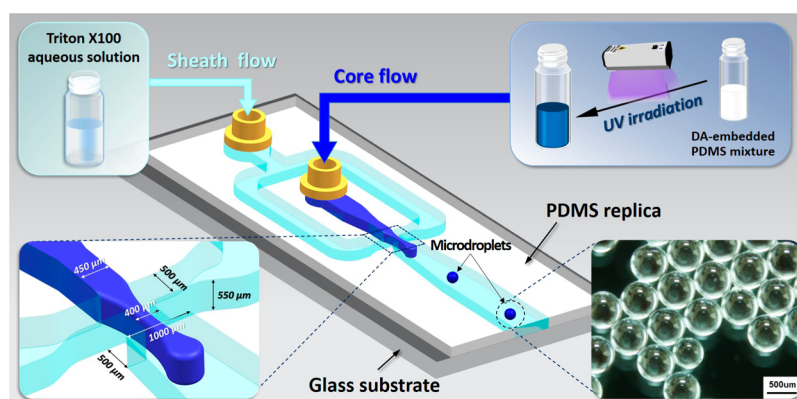 Triton X100
aqueous solution
Sheath flow
Core flow
UV irradiation
DA-embedded
PDMS mixture
PDMS replica
Microdroplets
450 μm
500 μm
550 μm
400 μm
1000 μm
500 μm
Glass substrate
500um